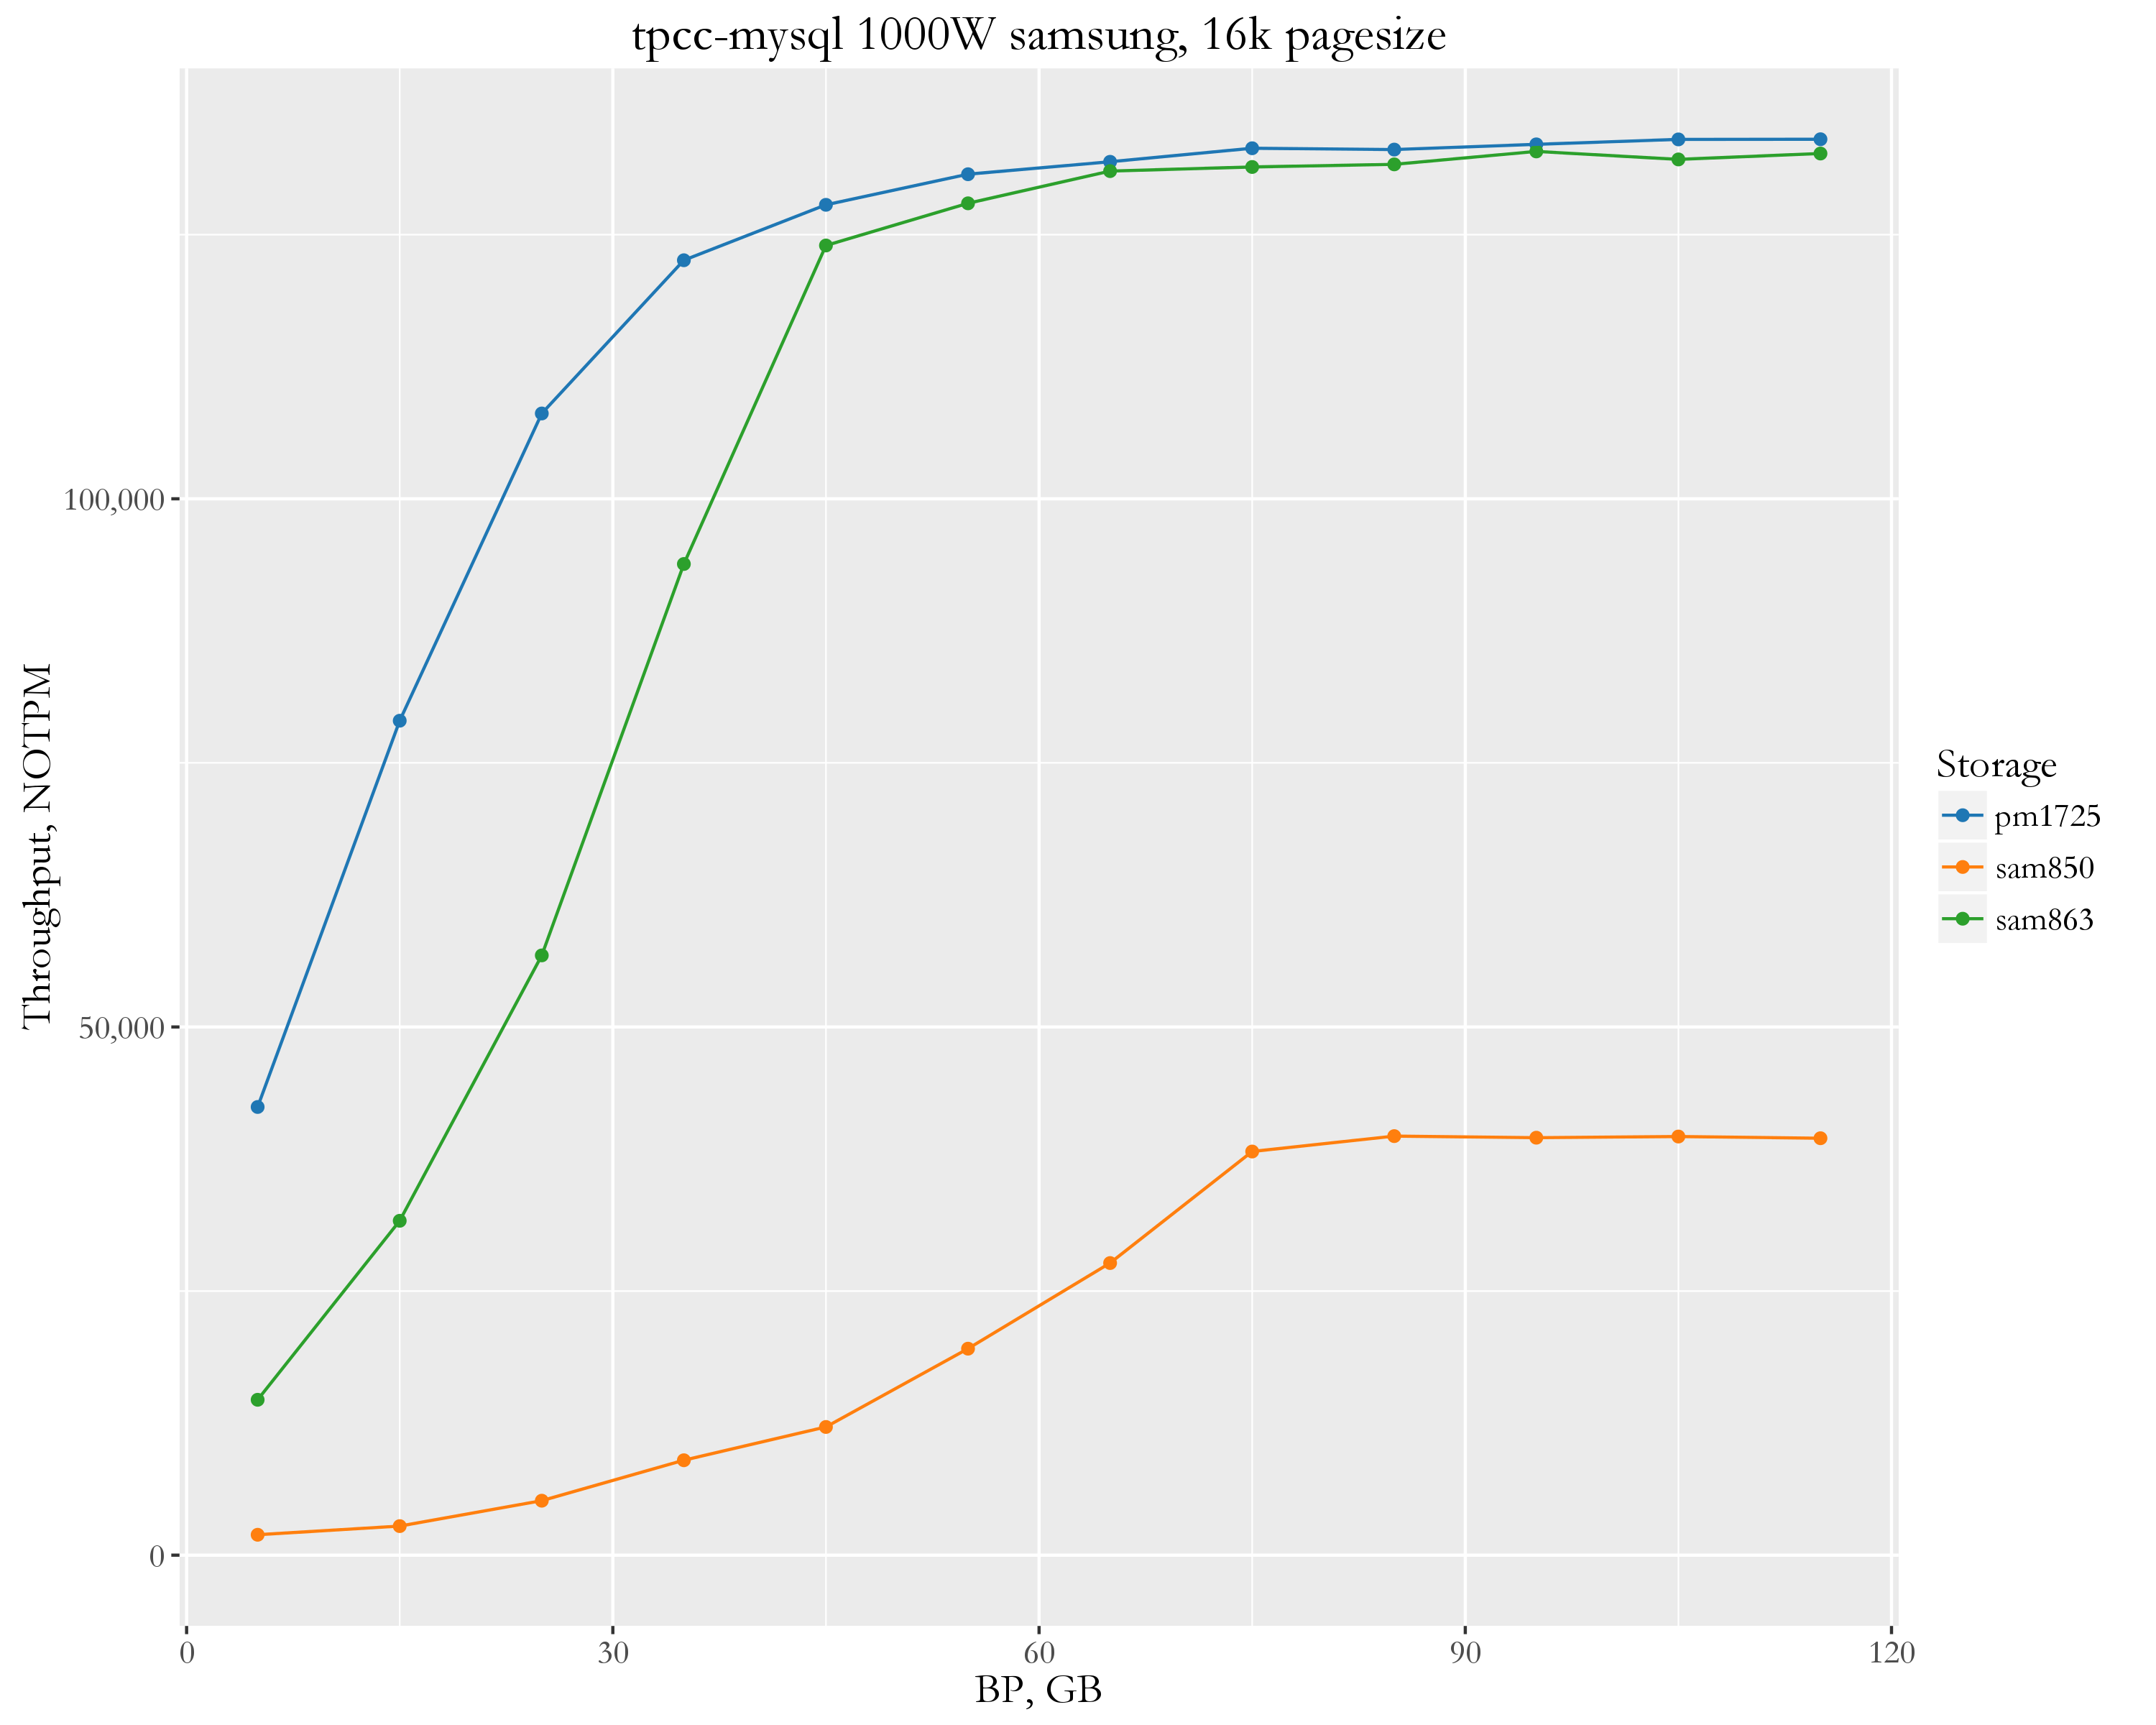 tpcc-mysql 1000W samsung, 16k pagesize
Throughput, NOTPM
100,000
50,000
0
0 30 60 90 120
BP, GB
Storage
pm1725
sam850
sam863